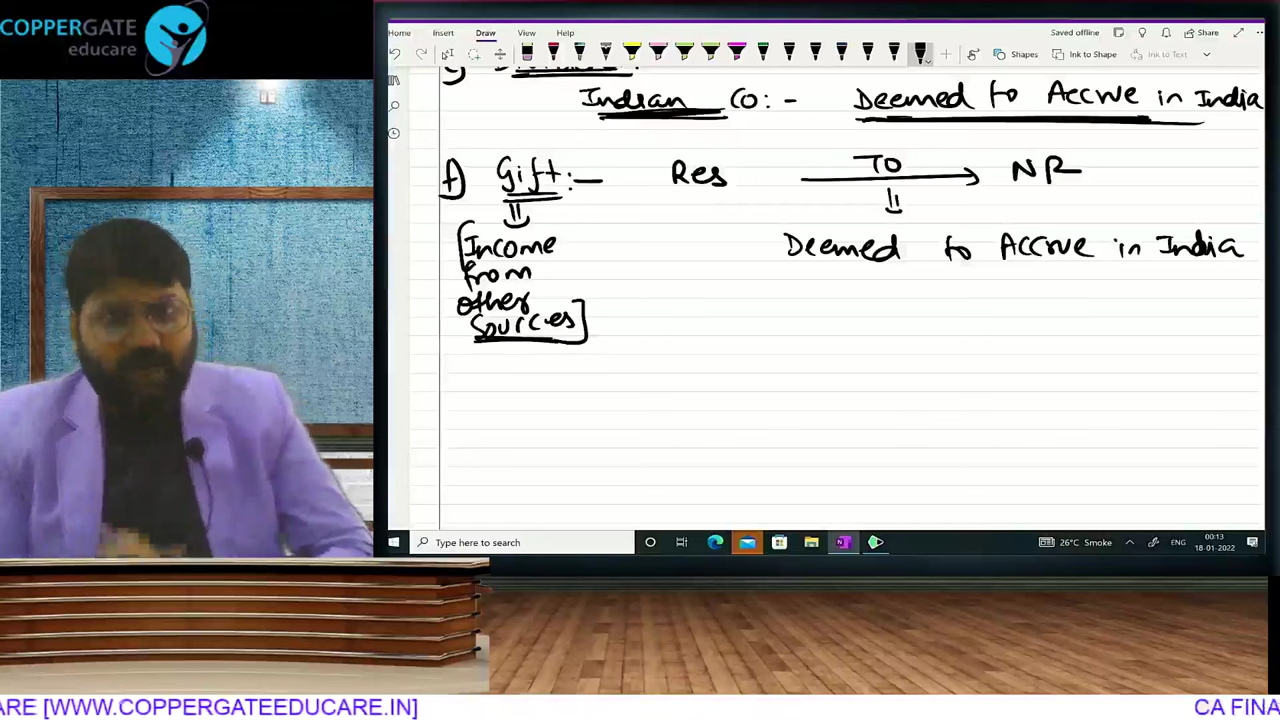 COPPERGATE
educare
Home Insert Draw View Help
Saved offline
Share
Shapes
Ink to Shape
Ink to Text
Indian Co:- Deemed to Accrue in India
f) Gift:- Res TO NR
[Income
from
other
sources]
Deemed to Accrue in India
Type here to search
26°C Smoke
ENG
00:13
18-01-2022
ARE [WWW.COPPERGATEEDUCARE.IN]
CA FINA